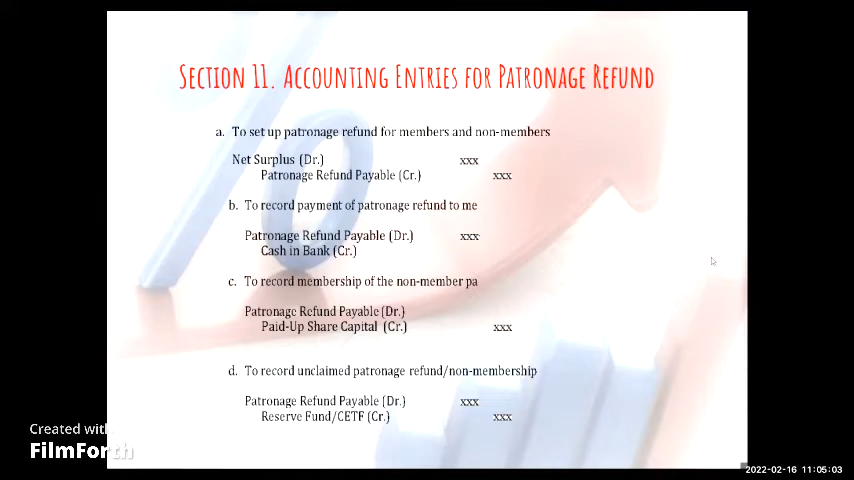 Section 11. Accounting Entries for Patronage Refund
a. To set up patronage refund for members and non-members
Net Surplus (Dr.) xxx
Patronage Refund Payable (Cr.) xxx
b. To record payment of patronage refund to me
Patronage Refund Payable (Dr.) xxx
Cash in Bank (Cr.)
c. To record membership of the non-member pa
Patronage Refund Payable (Dr.)
Paid-Up Share Capital (Cr.) xxx
d. To record unclaimed patronage refund/non-membership
Patronage Refund Payable (Dr.) xxx
Reserve Fund/CETF (Cr.) xxx
Created with
FilmForth
2022-02-16 11:05:03